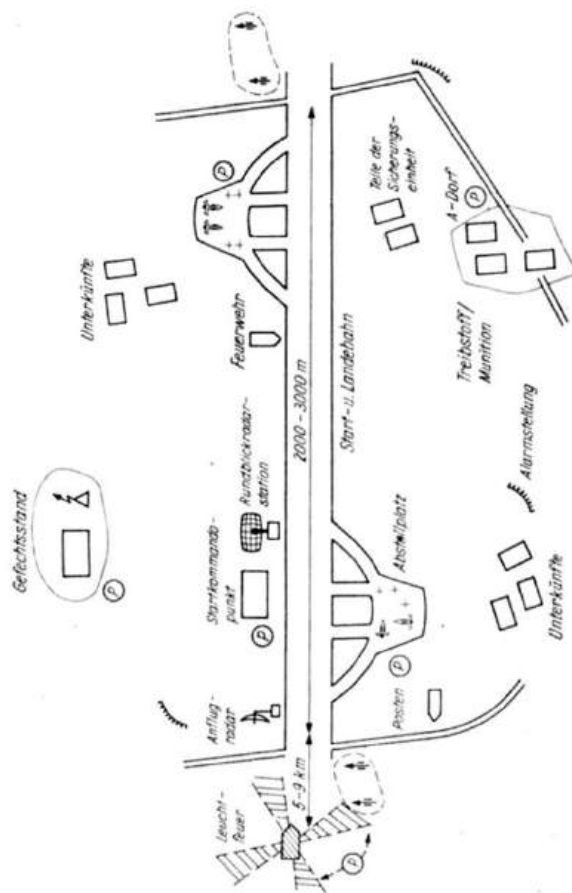 Gefechtsstand
Unterkünfte
P
Leucht-
feuer
Anflug-
radar
Startkommando-
punkt
Rundblickradar-
station
Feuerwehr
P
P
5-9 km
2000-3000 m
Start- u. Landebahn
P
Teile der
Sicherungs-
einheit
Posten
P
Abstellplatz
A-Dorf
P
Treibstoff/
Munition
Alarmstellung
Unterkünfte